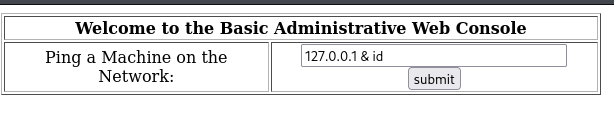 Welcome to the Basic Administrative Web Console
Ping a Machine on the
Network:
127.0.0.1 & id
submit